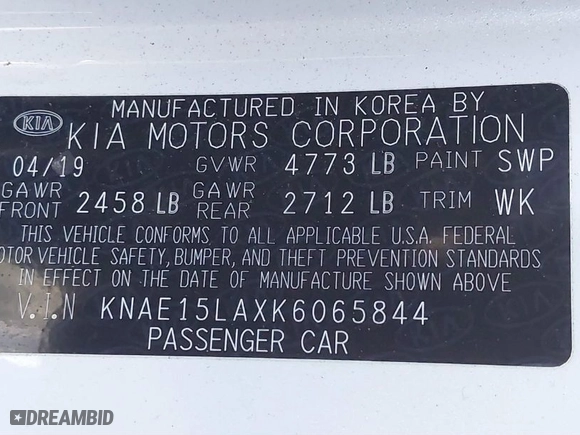 MANUFACTURED IN KOREA BY
KIA KIA MOTORS CORPORATION
04/19 GVWR 4773 LB PAINT SWP
GAWR FRONT 2458 LB GAWR REAR 2712 LB TRIM WK
THIS VEHICLE CONFORMS TO ALL APPLICABLE U.S.A. FEDERAL
MOTOR VEHICLE SAFETY, BUMPER, AND THEFT PREVENTION STANDARDS
IN EFFECT ON THE DATE OF MANUFACTURE SHOWN ABOVE
V.I.N KNAE15LAXK6065844
PASSENGER CAR
DREAMBID